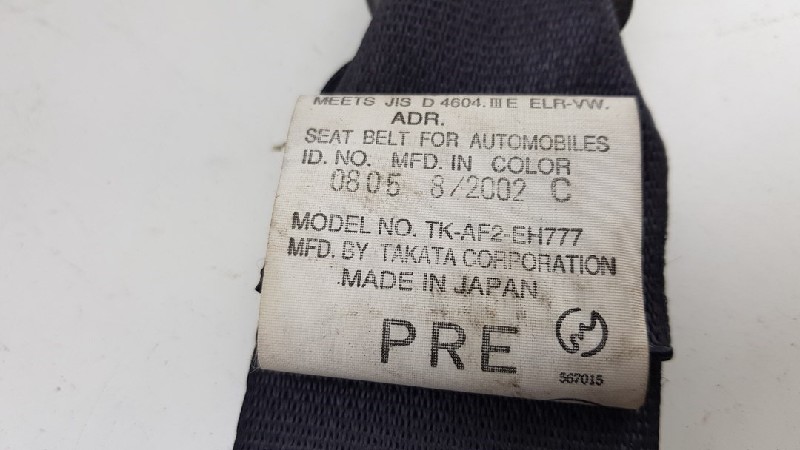 MEETS JIS D 4604.III E ELR-VW.
ADR.
SEAT BELT FOR AUTOMOBILES
ID. NO. MFD. IN COLOR
0805 8/2002 C
MODEL NO. TK-AF2-EH777
MFD. BY TAKATA CORPORATION
MADE IN JAPAN
PRE
567015